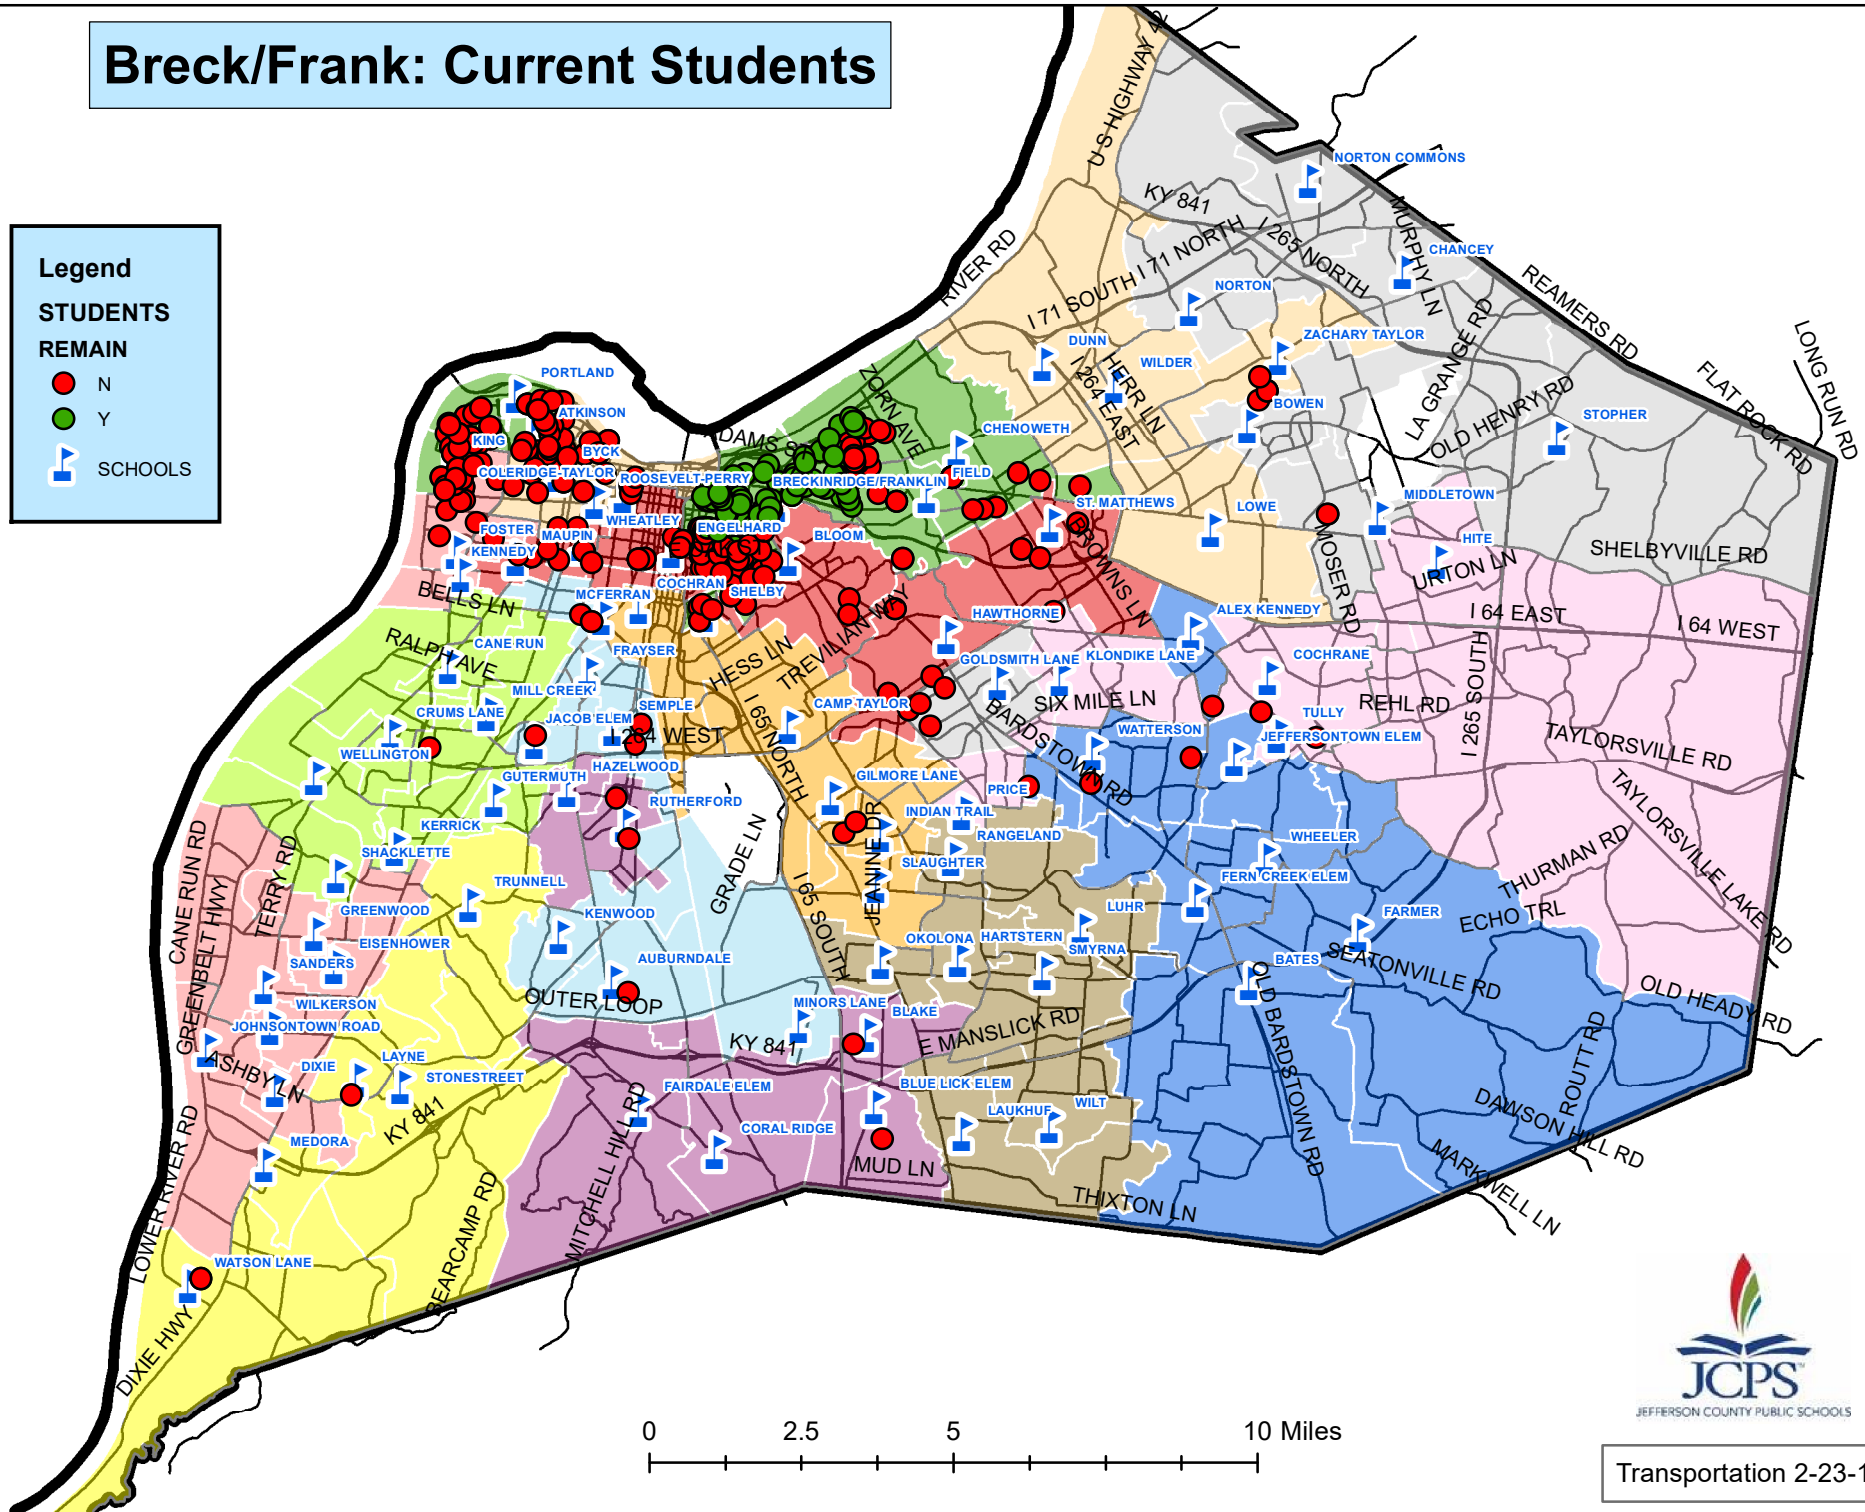 Breck/Frank: Current Students
Legend
STUDENTS
REMAIN
N
Y
SCHOOLS
U S HIGHWAY 42
NORTON COMMONS
KY 841
MURPHY LN
I 71 NORTH
I 265 NORTH
CHANCEY
RIVER RD
I 71 SOUTH
NORTON
REAMERS RD
LONG RUN RD
DUNN
WILDER
HERR LN
I 264 EAST
ZACHARY TAYLOR
LA GRANGE RD
FLAT ROCK RD
PORTLAND
ZORN AVE
OLD HENRY RD
BOWEN
STOPHER
ATKINSON
ADAMS ST
CHENOWETH
KING
BYCK
COLERIDGE-TAYLOR
ROOSEVELT-PERRY
BRECKINRIDGE/FRANKLIN
FIELD
ST. MATTHEWS
LOWE
MIDDLETOWN
FOSTER
MAUPIN
WHEATLEY
ENGELHARD
BLOOM
BROWNS LN
MOSER RD
HITE
SHELBYVILLE RD
KENNEDY
URTON LN
BELLS LN
MCFERRAN
COCHRAN
SHELBY
TREVILIAN WAY
HAWTHORNE
ALEX KENNEDY
I 64 EAST
I 64 WEST
RALPH AVE
CANE RUN
FRAYSER
HESS LN
GOLDSMITH LANE
KLONDIKE LANE
COCHRANE
I 265 SOUTH
MILL CREEK
SEMPLE
CAMP TAYLOR
SIX MILE LN
REHL RD
CRUMS LANE
JACOB ELEM
I 264 WEST
I 65 NORTH
BARDSTOWN RD
WATTERSON
TULLY
JEFFERSONTOWN ELEM
TAYLORSVILLE RD
WELLINGTON
GUTERMUTH
HAZELWOOD
GILMORE LANE
PRICE
RUTHERFORD
INDIAN TRAIL
RANGELAND
KERRICK
SHACKLETTE
GRADE LN
JEANINE DR
SLAUGHTER
WHEELER
THURMAN RD
TAYLORSVILLE LAKE RD
CANE RUN RD
GREENBELT HWY
TERRY RD
TRUNNELL
FERN CREEK ELEM
ECHO TRL
GREENWOOD
KENWOOD
I 65 SOUTH
LUHR
FARMER
EISENHOWER
OKOLONA
HARTSTERN
SMYRNA
SANDERS
AUBURNDALE
BATES
SEATONVILLE RD
OLD HEADY RD
WILKERSON
OUTER LOOP
MINORS LANE
BLAKE
JOHNSONTOWN ROAD
KY 841
E MANSLICK RD
OLD BARDSTOWN RD
ROUTT RD
ASHBY LN
DIXIE
LAYNE
STONESTREET
FAIRDALE ELEM
BLUE LICK ELEM
LAUKHUF
WILT
DAWSON HILL RD
KY 841
MEDORA
CORAL RIDGE
MUD LN
MARKWELL LN
LOWER RIVER RD
MITCHELL HILL RD
BEARCAMP RD
THIXTON LN
WATSON LANE
DIXIE HWY
0 2.5 5 10 Miles
JCPS
JEFFERSON COUNTY PUBLIC SCHOOLS
Transportation 2-23-1